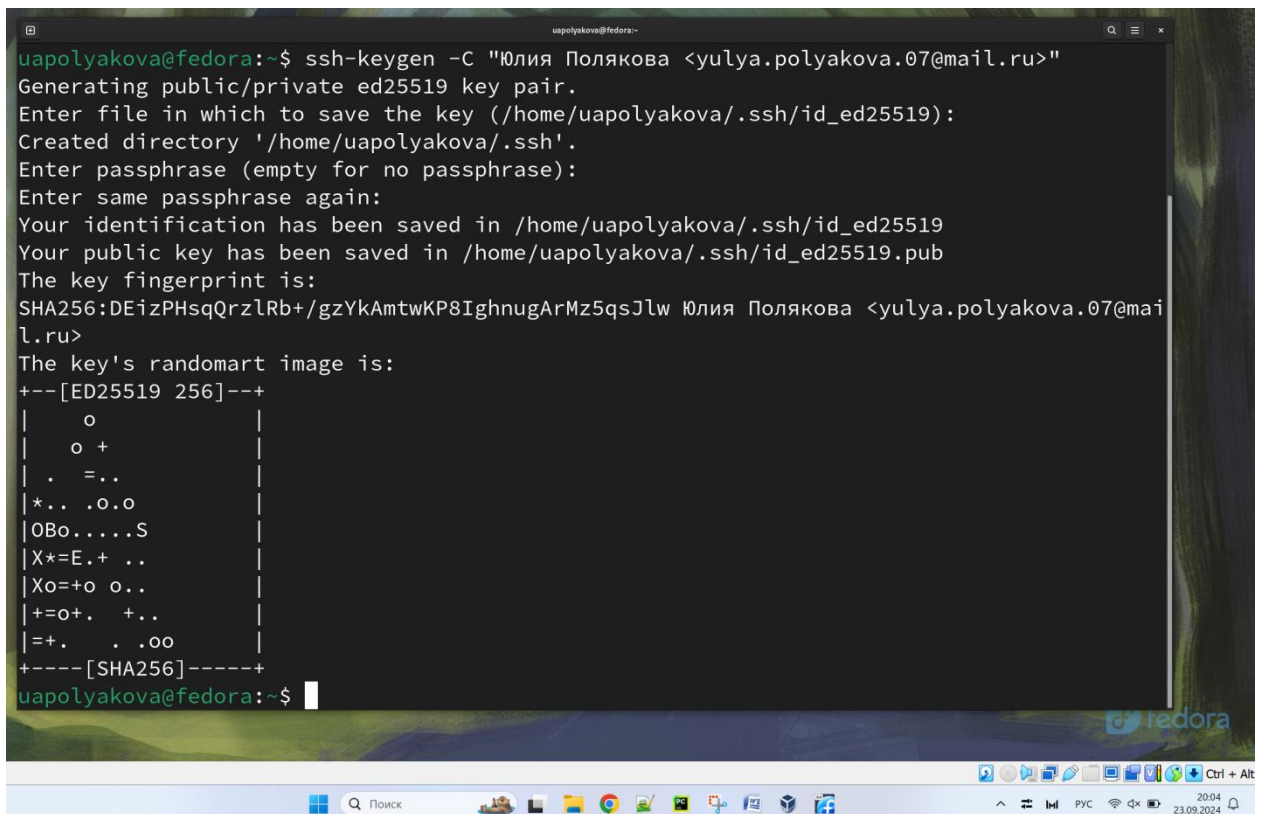 uapolyakova@fedora:~
uapolyakova@fedora:~$ ssh-keygen -C "Юлия Полякова <yulya.polyakova.07@mail.ru>"
Generating public/private ed25519 key pair.
Enter file in which to save the key (/home/uapolyakova/.ssh/id_ed25519):
Created directory '/home/uapolyakova/.ssh'.
Enter passphrase (empty for no passphrase):
Enter same passphrase again:
Your identification has been saved in /home/uapolyakova/.ssh/id_ed25519
Your public key has been saved in /home/uapolyakova/.ssh/id_ed25519.pub
The key fingerprint is:
SHA256:DEizPHsqQrzlRb+/gzYkAmtwKP8IghnugArMz5qsJlw Юлия Полякова <yulya.polyakova.07@mai
l.ru>
The key's randomart image is:
+--[ED25519 256]--+
|    o            |
|   o +           |
| .  =..          |
|*.. .o.o         |
|OBo.....S        |
|X*=E.+ ..        |
|Xo=+o o..        |
|+=o+.  +..       |
|=+.   . .oo      |
+----[SHA256]-----+
uapolyakova@fedora:~$
fedora
Ctrl + Alt
Поиск
РУС
20:04
23.09.2024